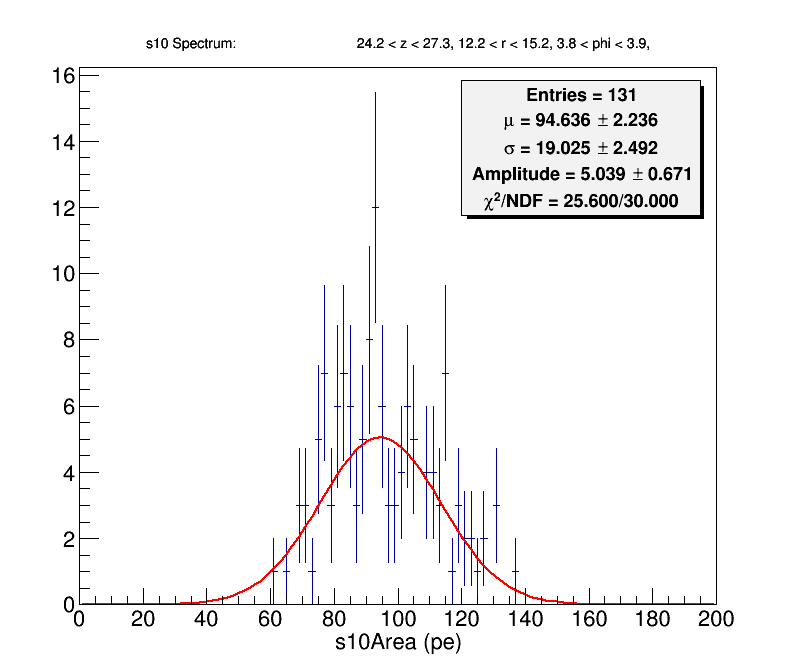 s10 Spectrum: 24.2 < z < 27.3, 12.2 < r < 15.2, 3.8 < phi < 3.9,
Entries = 131
μ = 94.636 ± 2.236
σ = 19.025 ± 2.492
Amplitude = 5.039 ± 0.671
χ²/NDF = 25.600/30.000
16
14
12
10
8
6
4
2
0
0 20 40 60 80 100 120 140 160 180 200
s10Area (pe)